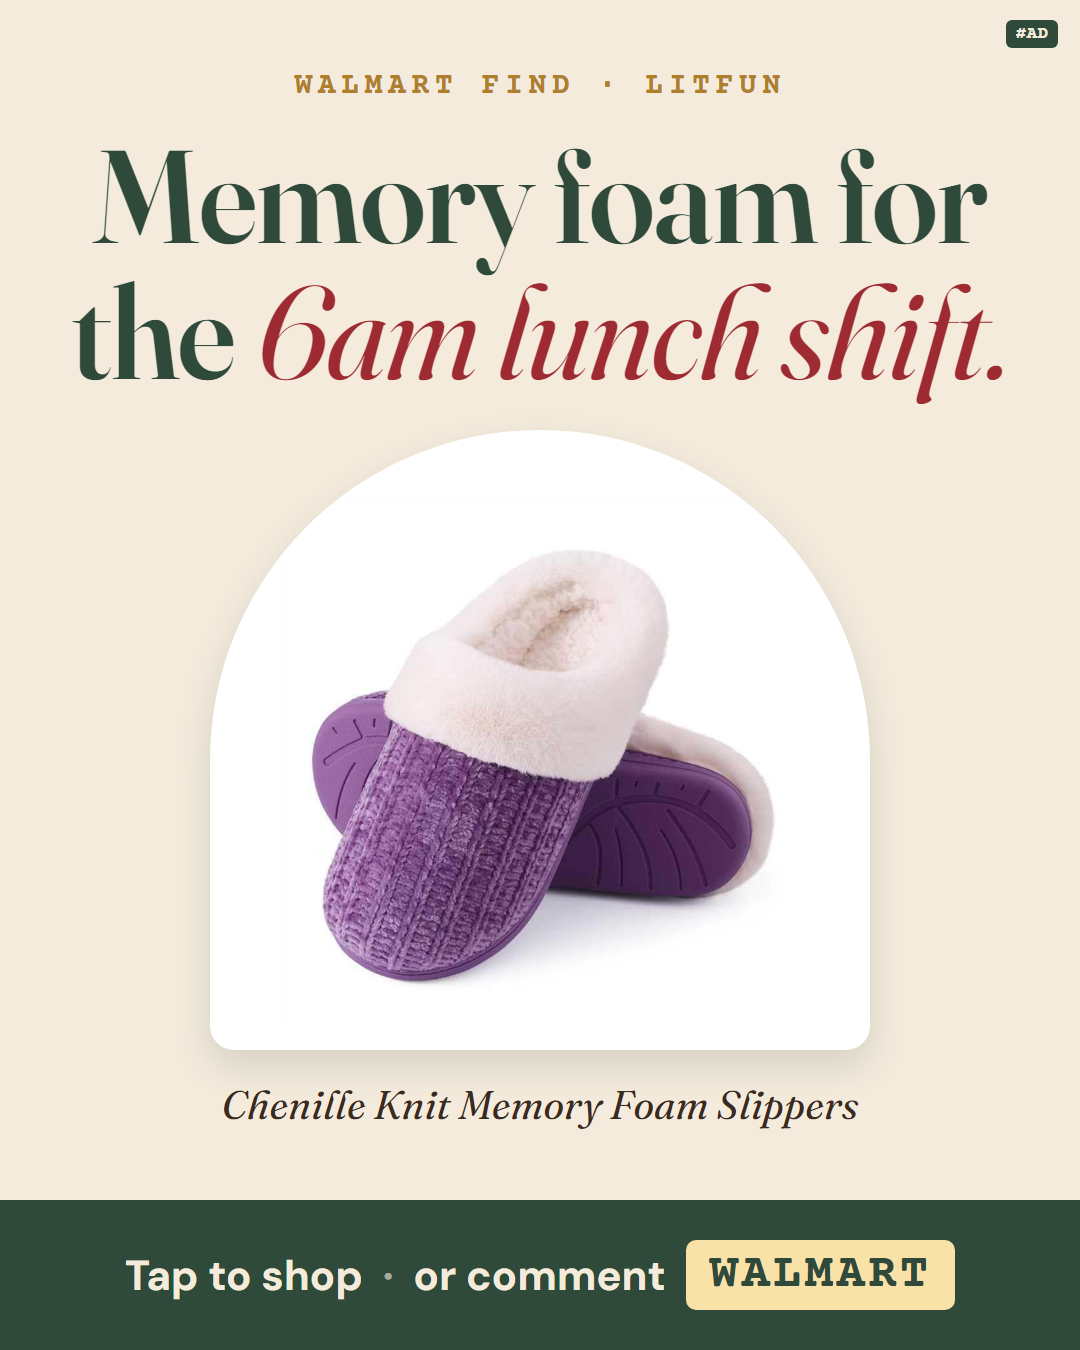 #AD
WALMART FIND · LITFUN
Memory foam for
the 6am lunch shift.
Chenille Knit Memory Foam Slippers
Tap to shop · or comment WALMART